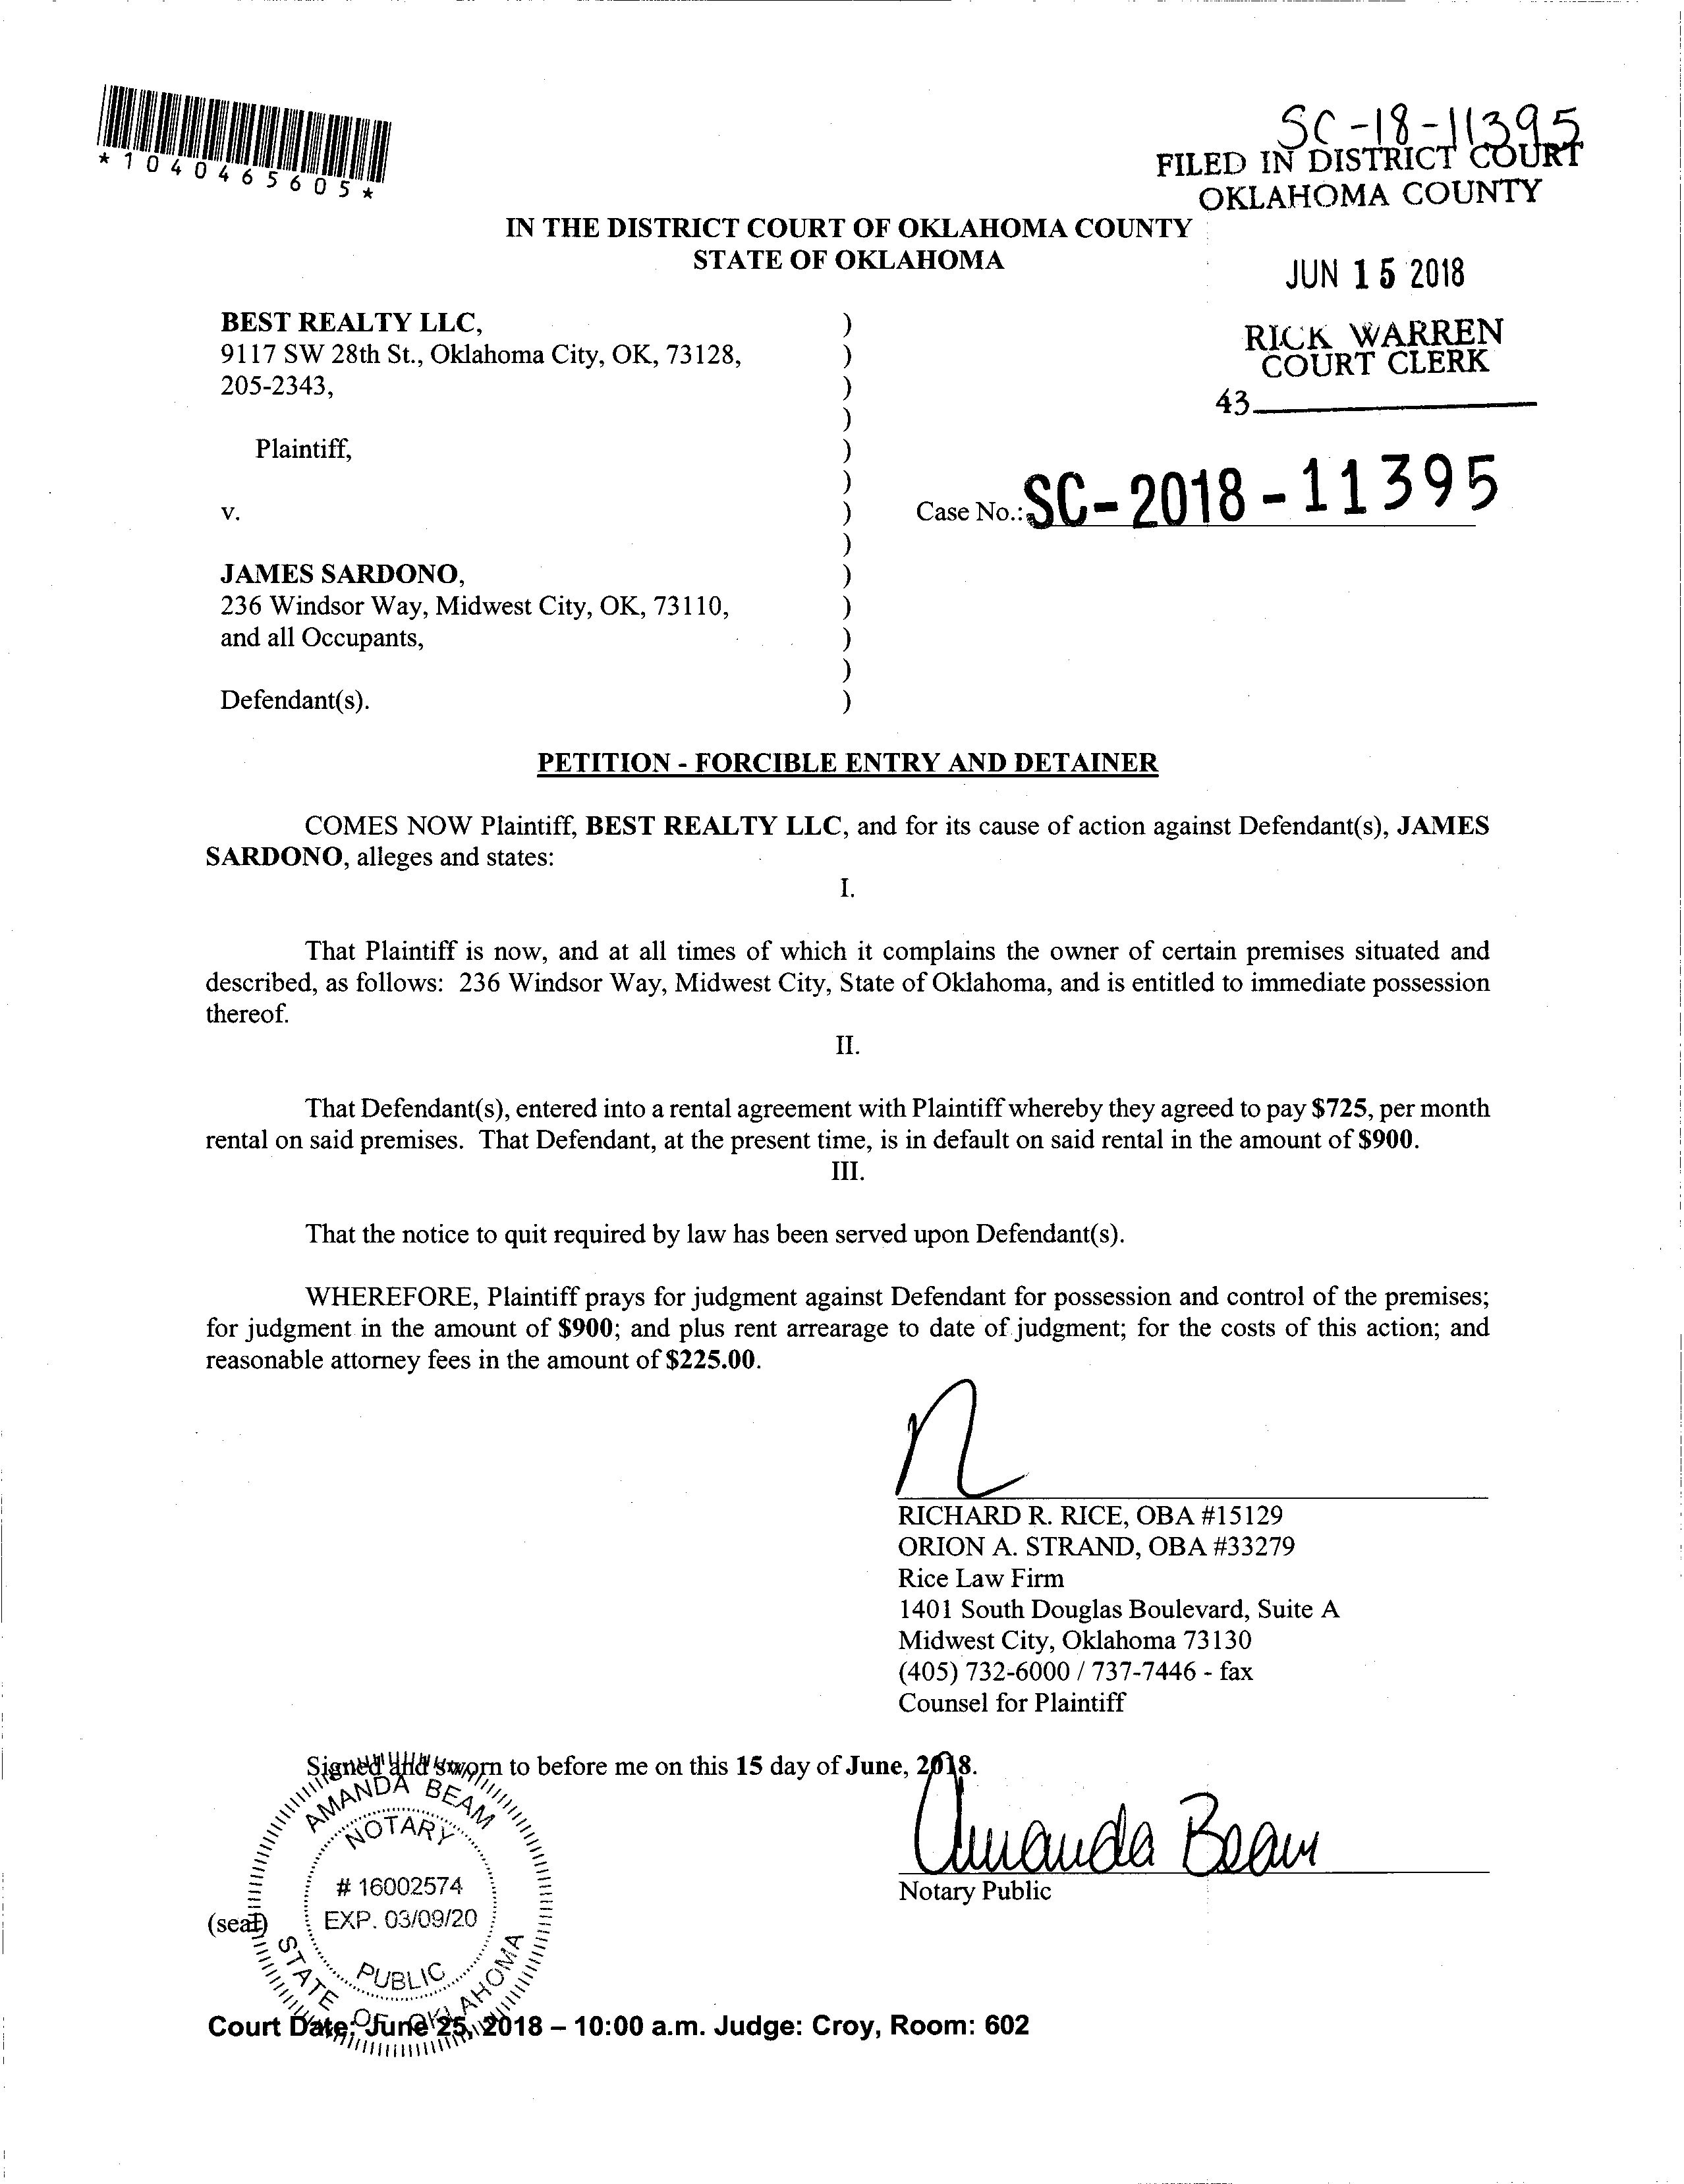 *1040465605*
SC-18-11395
FILED IN DISTRICT COURT
OKLAHOMA COUNTY
IN THE DISTRICT COURT OF OKLAHOMA COUNTY
STATE OF OKLAHOMA
JUN 15 2018
RICK WARREN
COURT CLERK
43
BEST REALTY LLC, )
9117 SW 28th St., Oklahoma City, OK, 73128, )
205-2343, )
)
Plaintiff, )
)
v. ) Case No.: SC-2018-11395
)
JAMES SARDONO, )
236 Windsor Way, Midwest City, OK, 73110, )
and all Occupants, )
)
Defendant(s). )
PETITION - FORCIBLE ENTRY AND DETAINER
COMES NOW Plaintiff, BEST REALTY LLC, and for its cause of action against Defendant(s), JAMES
SARDONO, alleges and states:
I.
That Plaintiff is now, and at all times of which it complains the owner of certain premises situated and
described, as follows: 236 Windsor Way, Midwest City, State of Oklahoma, and is entitled to immediate possession
thereof.
II.
That Defendant(s), entered into a rental agreement with Plaintiff whereby they agreed to pay $725, per month
rental on said premises. That Defendant, at the present time, is in default on said rental in the amount of $900.
III.
That the notice to quit required by law has been served upon Defendant(s).
WHEREFORE, Plaintiff prays for judgment against Defendant for possession and control of the premises;
for judgment in the amount of $900; and plus rent arrearage to date of judgment; for the costs of this action; and
reasonable attorney fees in the amount of $225.00.
RICHARD R. RICE, OBA #15129
ORION A. STRAND, OBA #33279
Rice Law Firm
1401 South Douglas Boulevard, Suite A
Midwest City, Oklahoma 73130
(405) 732-6000 / 737-7446 - fax
Counsel for Plaintiff
Signed and sworn to before me on this 15 day of June, 2018.
AMANDA BEAM
NOTARY
# 16002574
EXP. 03/09/20
PUBLIC
STATE OF OKLAHOMA
Amanda Beam
Notary Public
(seal)
Court Date: June 25, 2018 – 10:00 a.m. Judge: Croy, Room: 602